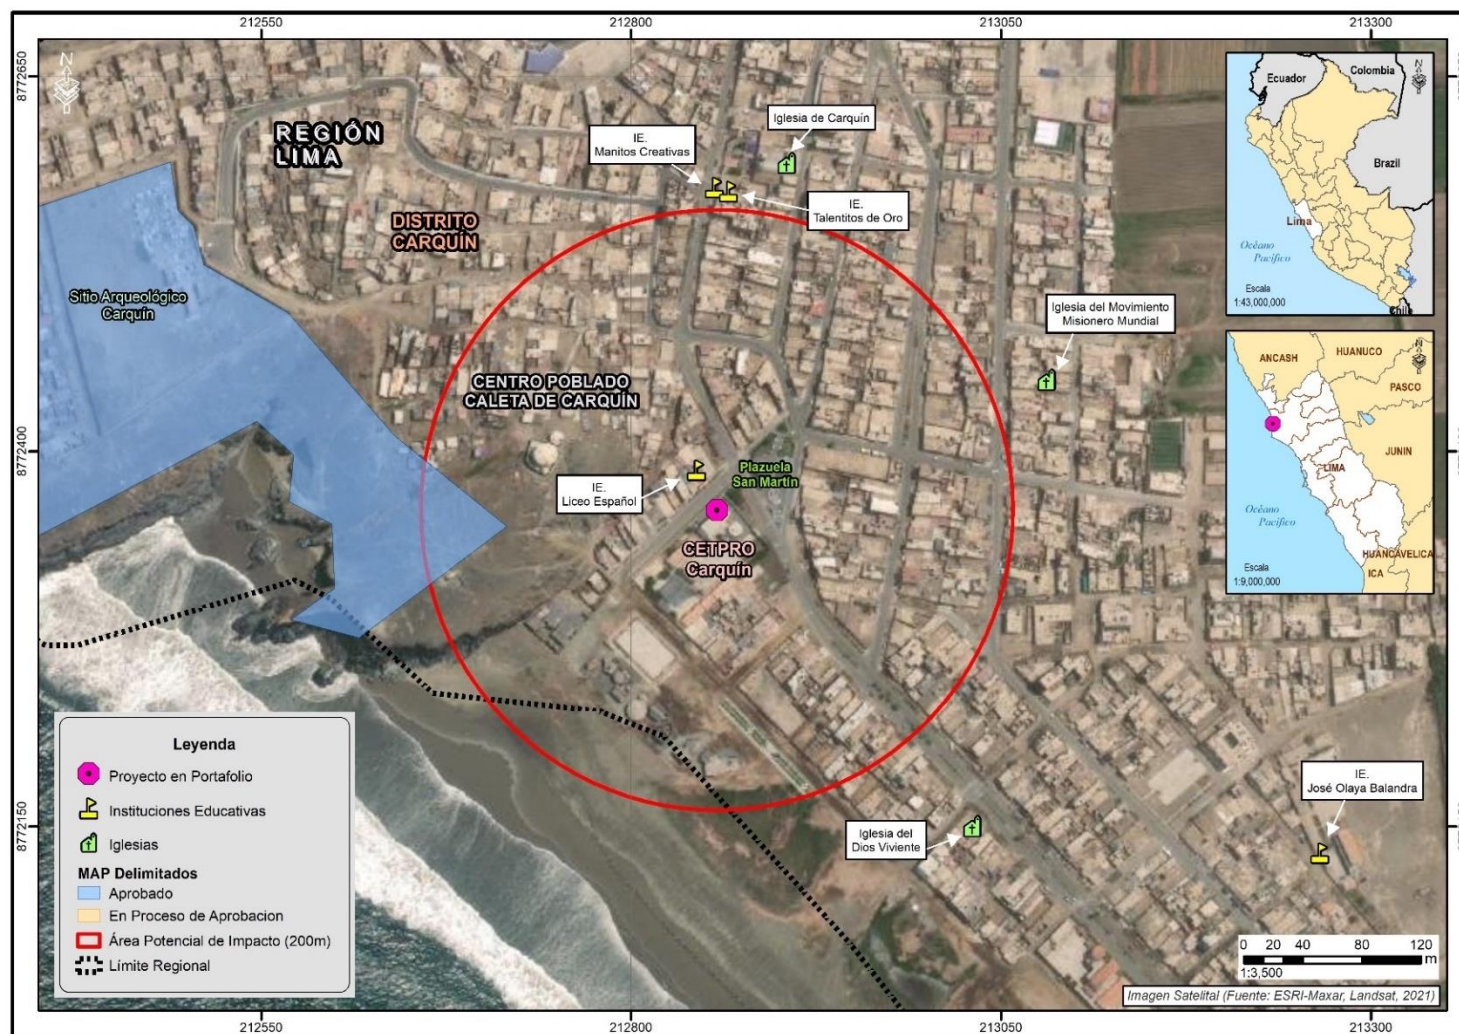 212550
212800
213050
213300
8772650
8772400
8772150
N
REGIÓN
LIMA
DISTRITO
CARQUÍN
Sitio Arqueológico
Carquín
IE.
Manitos Creativas
Iglesia de Carquín
IE.
Talentitos de Oro
Iglesia del Movimiento
Misionero Mundial
CENTRO POBLADO
CALETA DE CARQUÍN
IE.
Liceo Español
Plazuela
San Martín
CETPRO
Carquín
Iglesia del
Dios Viviente
IE.
José Olaya Balandra
Ecuador
Colombia
Brazil
Lima
Océano
Pacífico
Escala
1:43,000,000
Chile
N
ANCASH
HUANUCO
PASCO
JUNIN
LIMA
Océano
Pacífico
HUANCAVELICA
ICA
Escala
1:9,000,000
N
Leyenda
Proyecto en Portafolio
Instituciones Educativas
Iglesias
MAP Delimitados
Aprobado
En Proceso de Aprobacion
Área Potencial de Impacto (200m)
Límite Regional
0 20 40 80 120
m
1:3,500
Imagen Satelital (Fuente: ESRI-Maxar, Landsat, 2021)
212550
212800
213050
213300